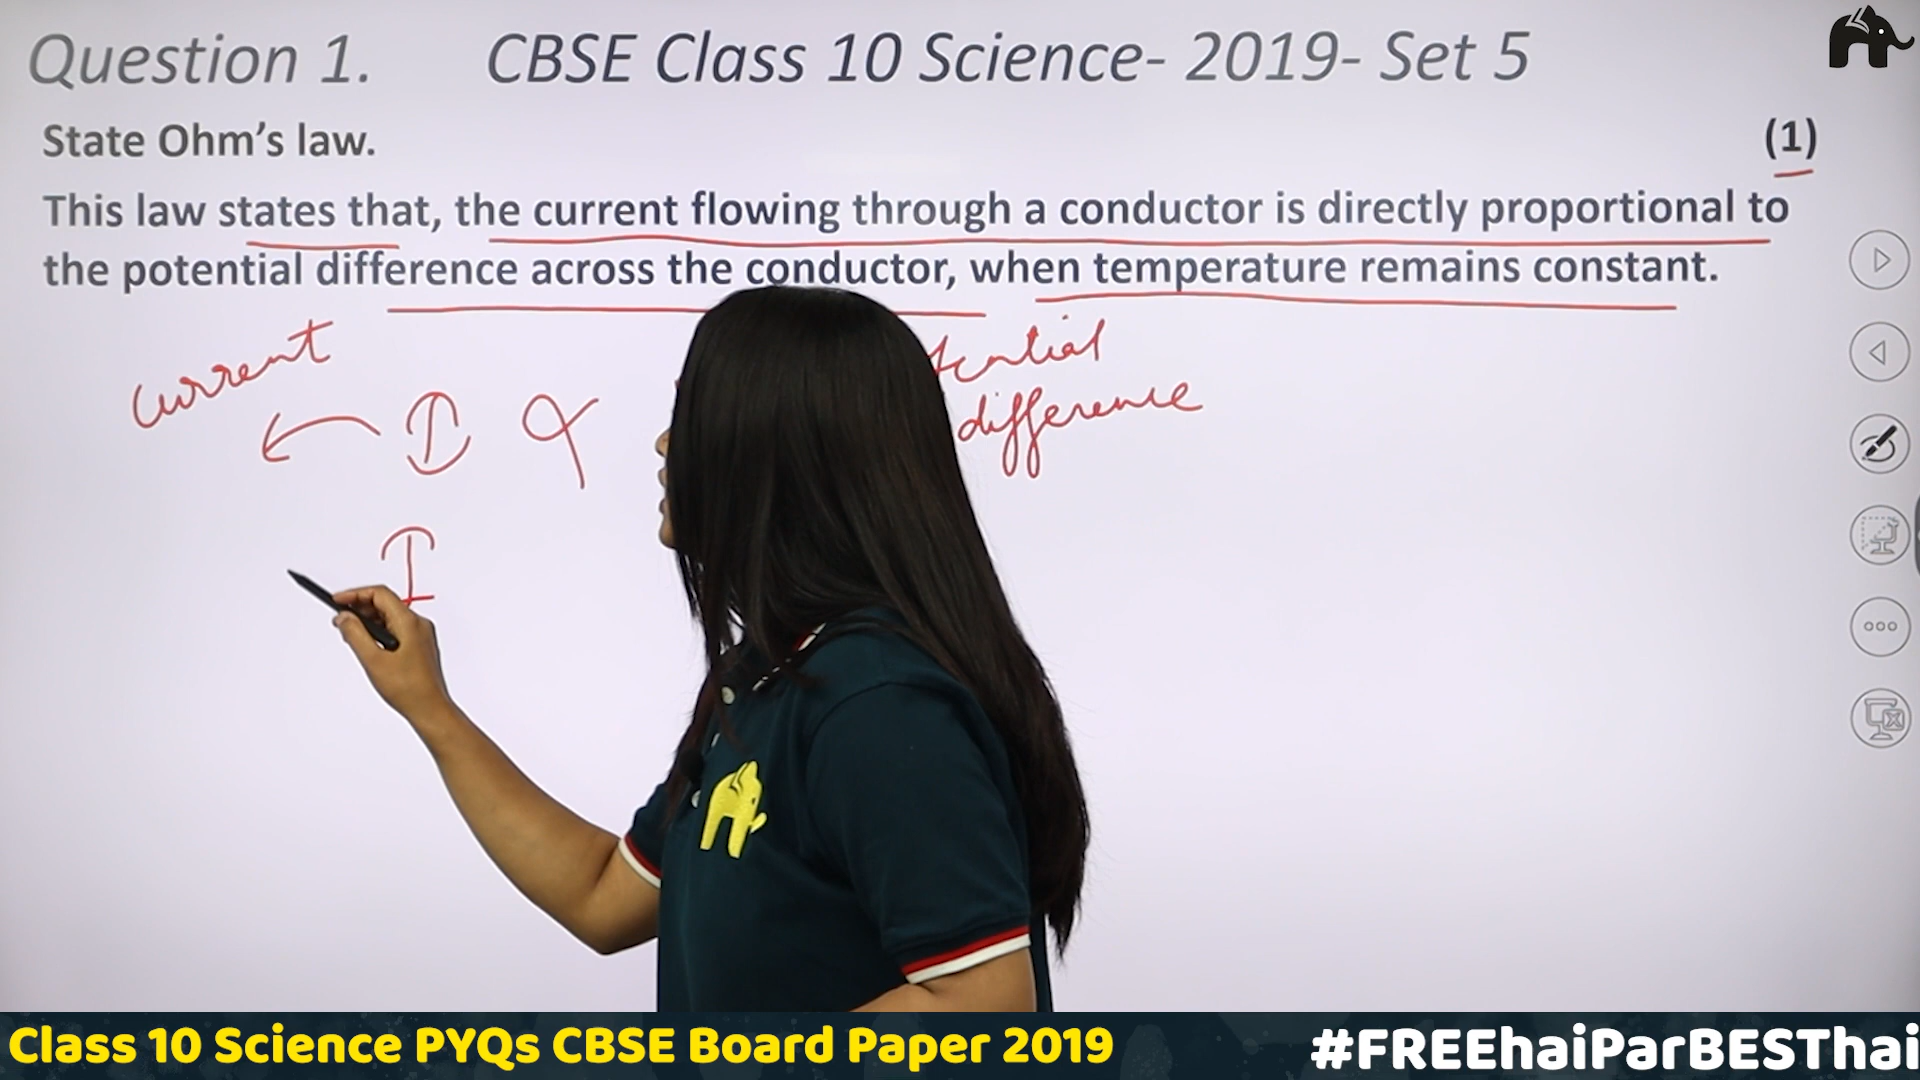 Question 1. CBSE Class 10 Science- 2019- Set 5
State Ohm's law. (1)
This law states that, the current flowing through a conductor is directly proportional to
the potential difference across the conductor, when temperature remains constant.
current
tential
difference
I ∝
I
Class 10 Science PYQs CBSE Board Paper 2019
#FREEhaiParBESThai